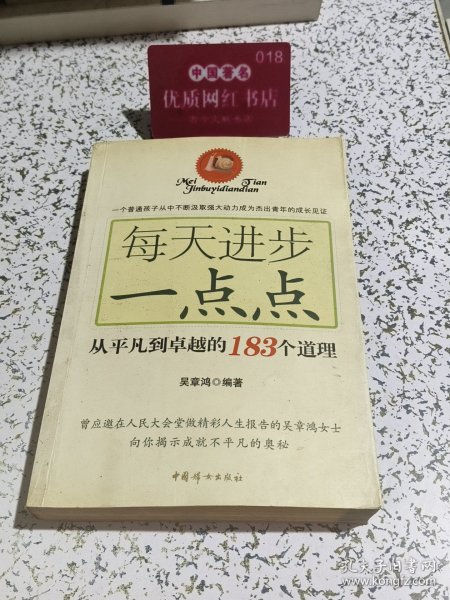 018
中国著名
优质网红书店
Mei Tian
Jinbuyidiandian
一个普通孩子从中不断汲取强大动力成为杰出青年的成长见证
每天进步
一点点
从平凡到卓越的183个道理
吴章鸿◎编著
曾应邀在人民大会堂做精彩人生报告的吴章鸿女士
向你揭示成就不平凡的奥秘
中国妇女出版社
孔夫子旧书网
www.kongfz.com